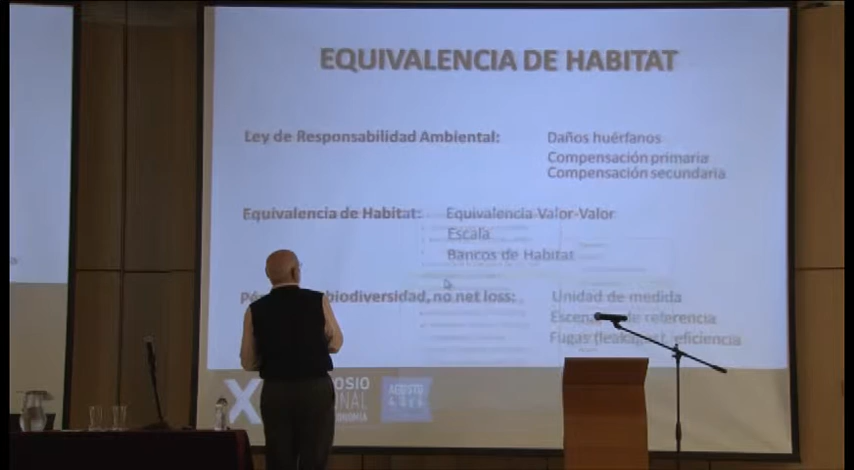 EQUIVALENCIA DE HABITAT
Ley de Responsabilidad Ambiental: Daños huérfanos
Compensación primaria
Compensación secundaria
Equivalencia de Habitat: Equivalencia Valor-Valor
Escala
Bancos de Habitat
biodiversidad, no net loss: Unidad de medida
de referencia
Fugas eficiencia
X
AGOSTO